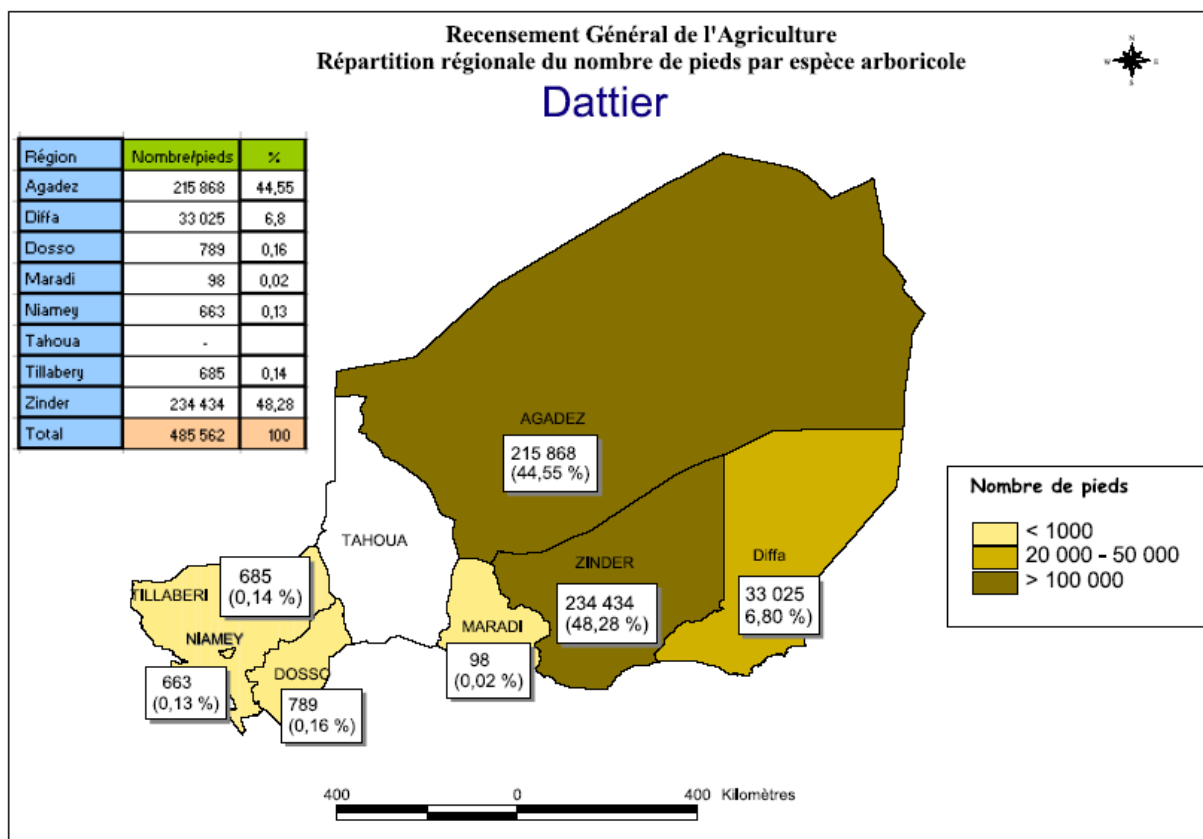 Recensement Général de l'Agriculture
Répartition régionale du nombre de pieds par espèce arboricole
Dattier
N
W E
S
Région Nombre/pieds %
Agadez 215 868 44,55
Diffa 33 025 6,8
Dosso 789 0,16
Maradi 98 0,02
Niamey 663 0,13
Tahoua -
Tillabery 685 0,14
Zinder 234 434 48,28
Total 485 562 100
AGADEZ
215 868
(44,55 %)
TAHOUA
ZINDER
234 434
(48,28 %)
Diffa
33 025
6,80 %)
685
(0,14 %)
TILLABERI
NIAMEY
663
(0,13 %)
DOSSO
789
(0,16 %)
MARADI
98
(0,02 %)
Nombre de pieds
< 1000
20 000 - 50 000
> 100 000
400 0 400 Kilomètres